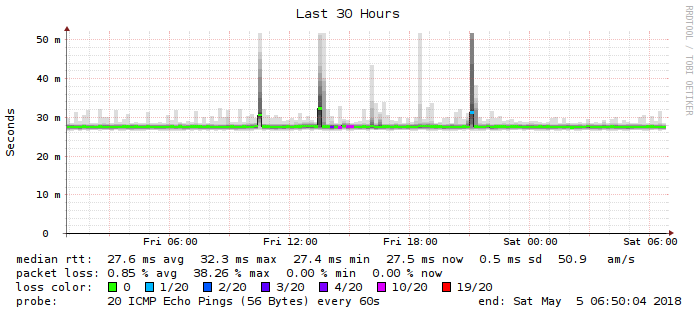 Last 30 Hours
RRDTOOL / TOBI OETIKER
Seconds
50 m
40 m
30 m
20 m
10 m
0
Fri 06:00 Fri 12:00 Fri 18:00 Sat 00:00 Sat 06:00
median rtt: 27.6 ms avg 32.3 ms max 27.4 ms min 27.5 ms now 0.5 ms sd 50.9 am/s
packet loss: 0.85 % avg 38.26 % max 0.00 % min 0.00 % now
loss color: 0 1/20 2/20 3/20 4/20 10/20 19/20
probe: 20 ICMP Echo Pings (56 Bytes) every 60s end: Sat May 5 06:50:04 2018